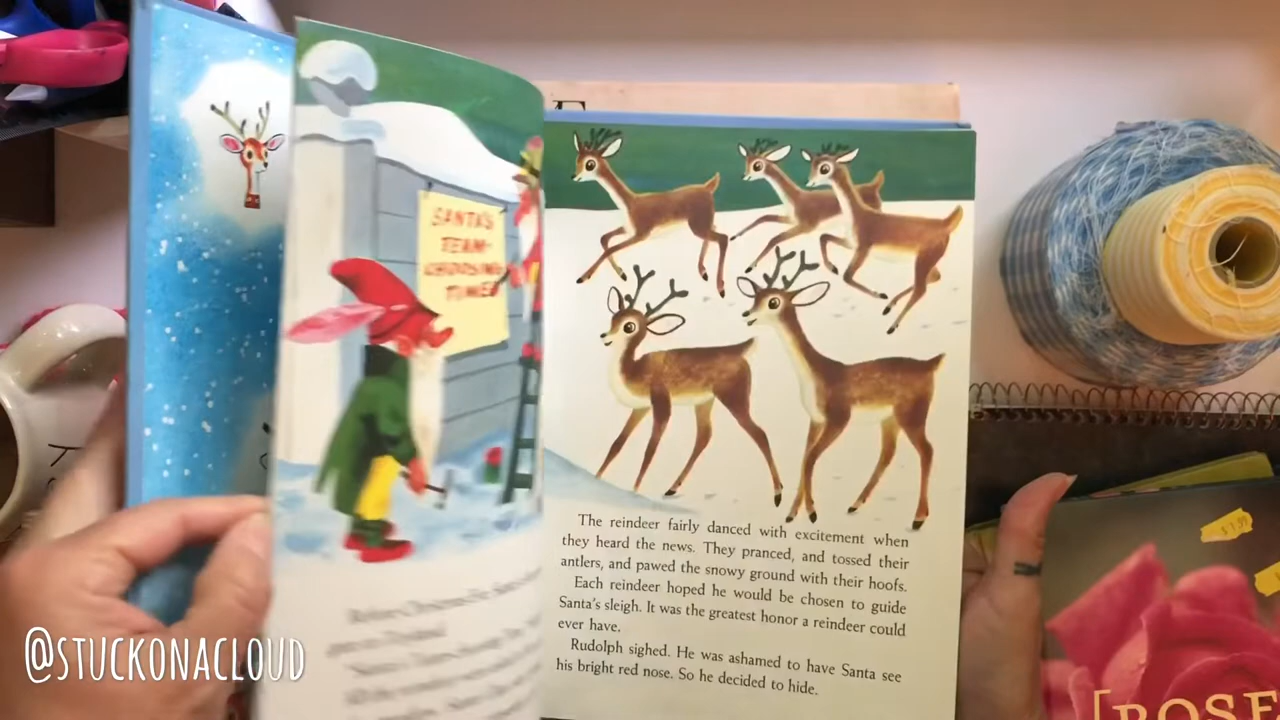 SANTA'S
TEAM-
CHOOSING
TIME
The reindeer fairly danced with excitement when
they heard the news. They pranced, and tossed their
antlers, and pawed the snowy ground with their hoofs.
Each reindeer hoped he would be chosen to guide
Santa's sleigh. It was the greatest honor a reindeer could
ever have.
Rudolph sighed. He was ashamed to have Santa see
his bright red nose. So he decided to hide.
@STUCKONACLOUD
[ROSE